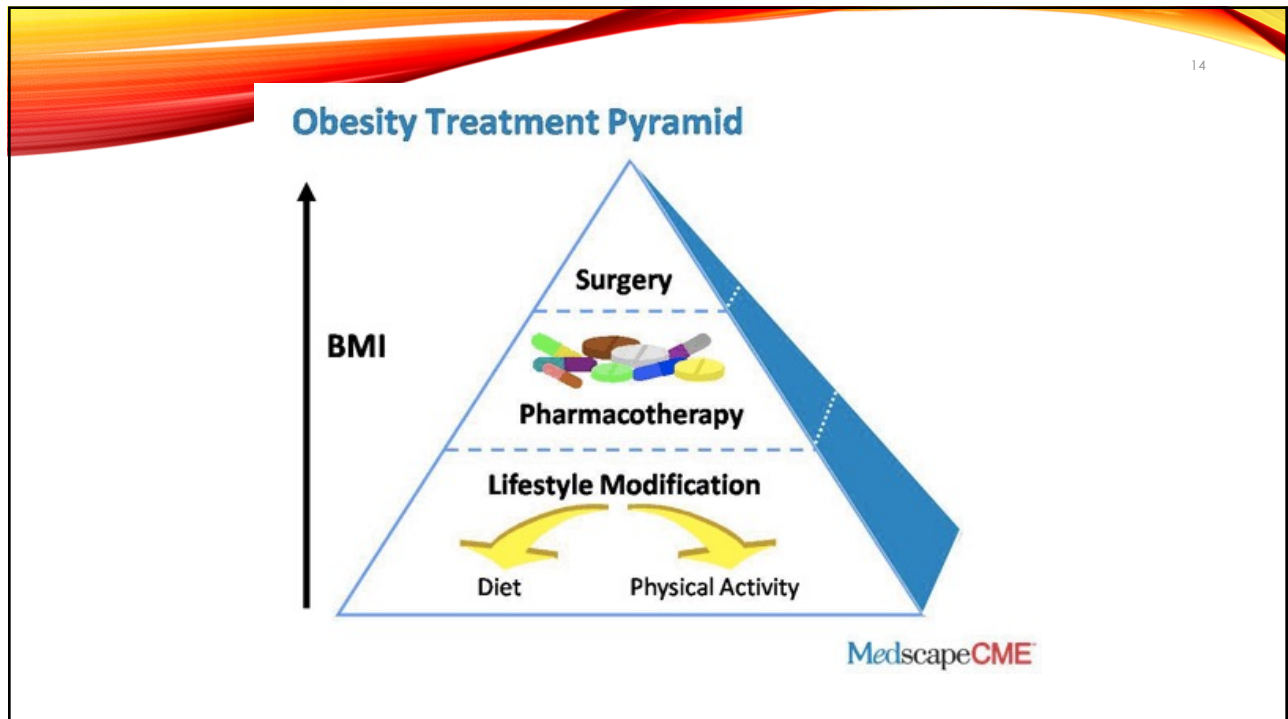 14
Obesity Treatment Pyramid
Surgery
BMI
Pharmacotherapy
Lifestyle Modification
Diet Physical Activity
MedscapeCME